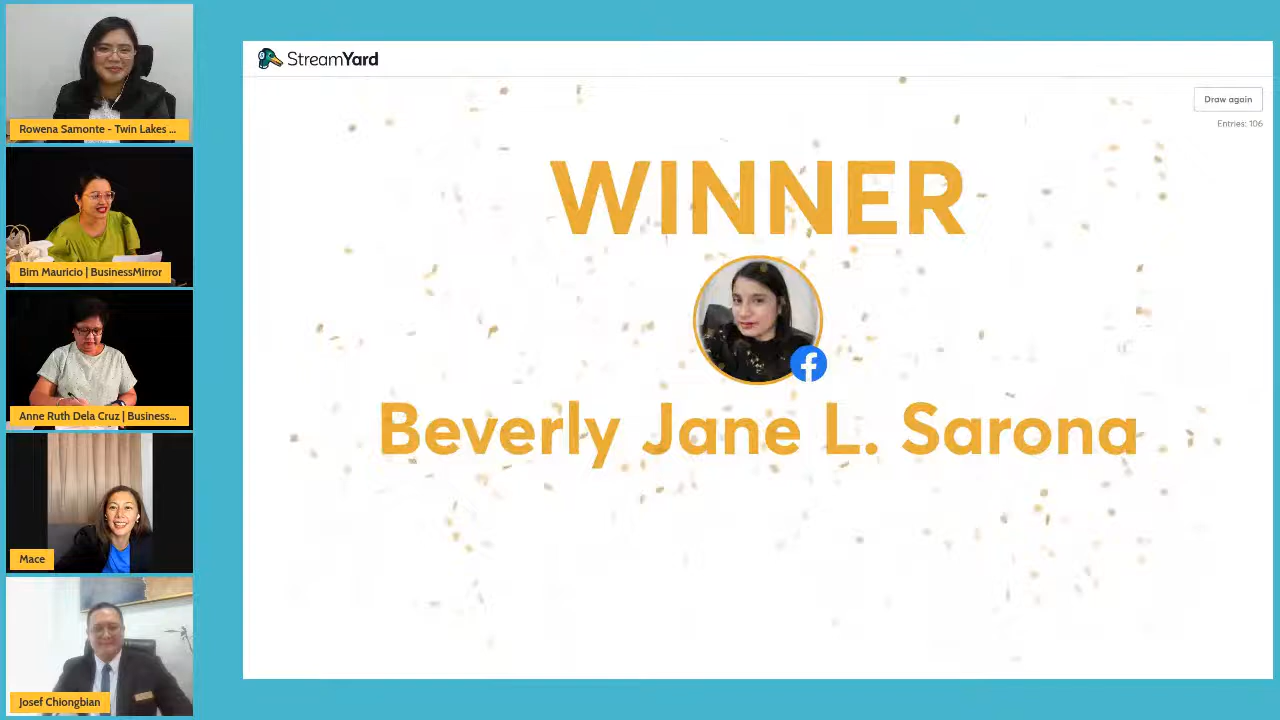 Rowena Samonte - Twin Lakes ...
Bim Mauricio | BusinessMirror
Anne Ruth Dela Cruz | Business...
Mace
Josef Chiongbian
StreamYard
Draw again
Entries: 106
WINNER
Beverly Jane L. Sarona